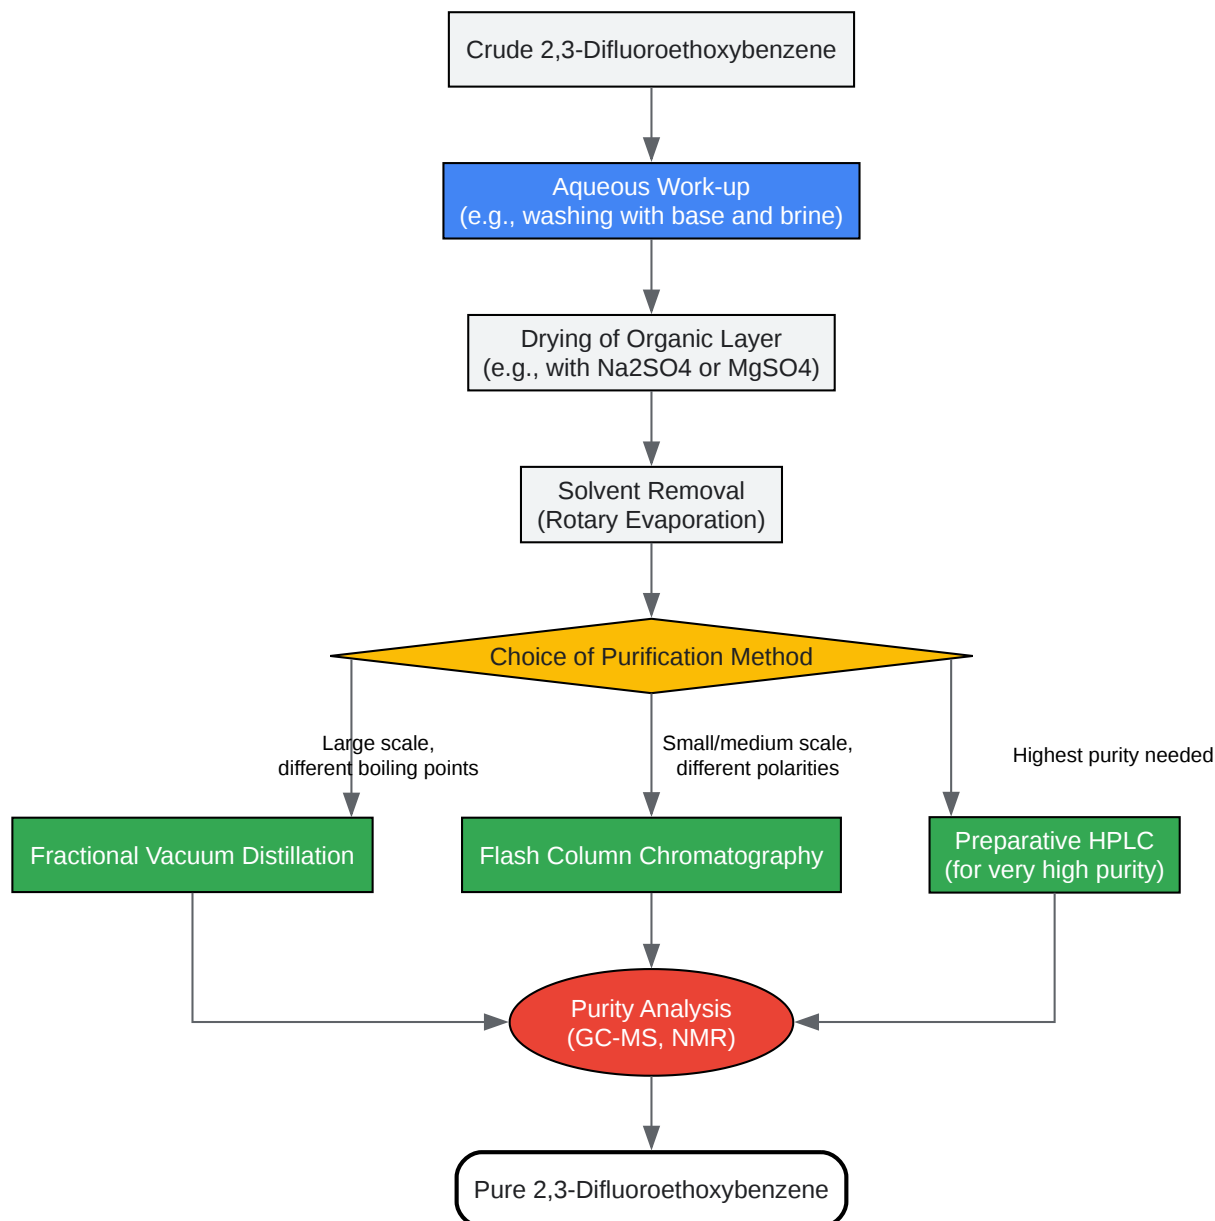 Crude 2,3-Difluoroethoxybenzene
Aqueous Work-up
(e.g., washing with base and brine)
Drying of Organic Layer
(e.g., with Na2SO4 or MgSO4)
Solvent Removal
(Rotary Evaporation)
Choice of Purification Method
Large scale,
different boiling points
Small/medium scale,
different polarities
Highest purity needed
Fractional Vacuum Distillation
Flash Column Chromatography
Preparative HPLC
(for very high purity)
Purity Analysis
(GC-MS, NMR)
Pure 2,3-Difluoroethoxybenzene